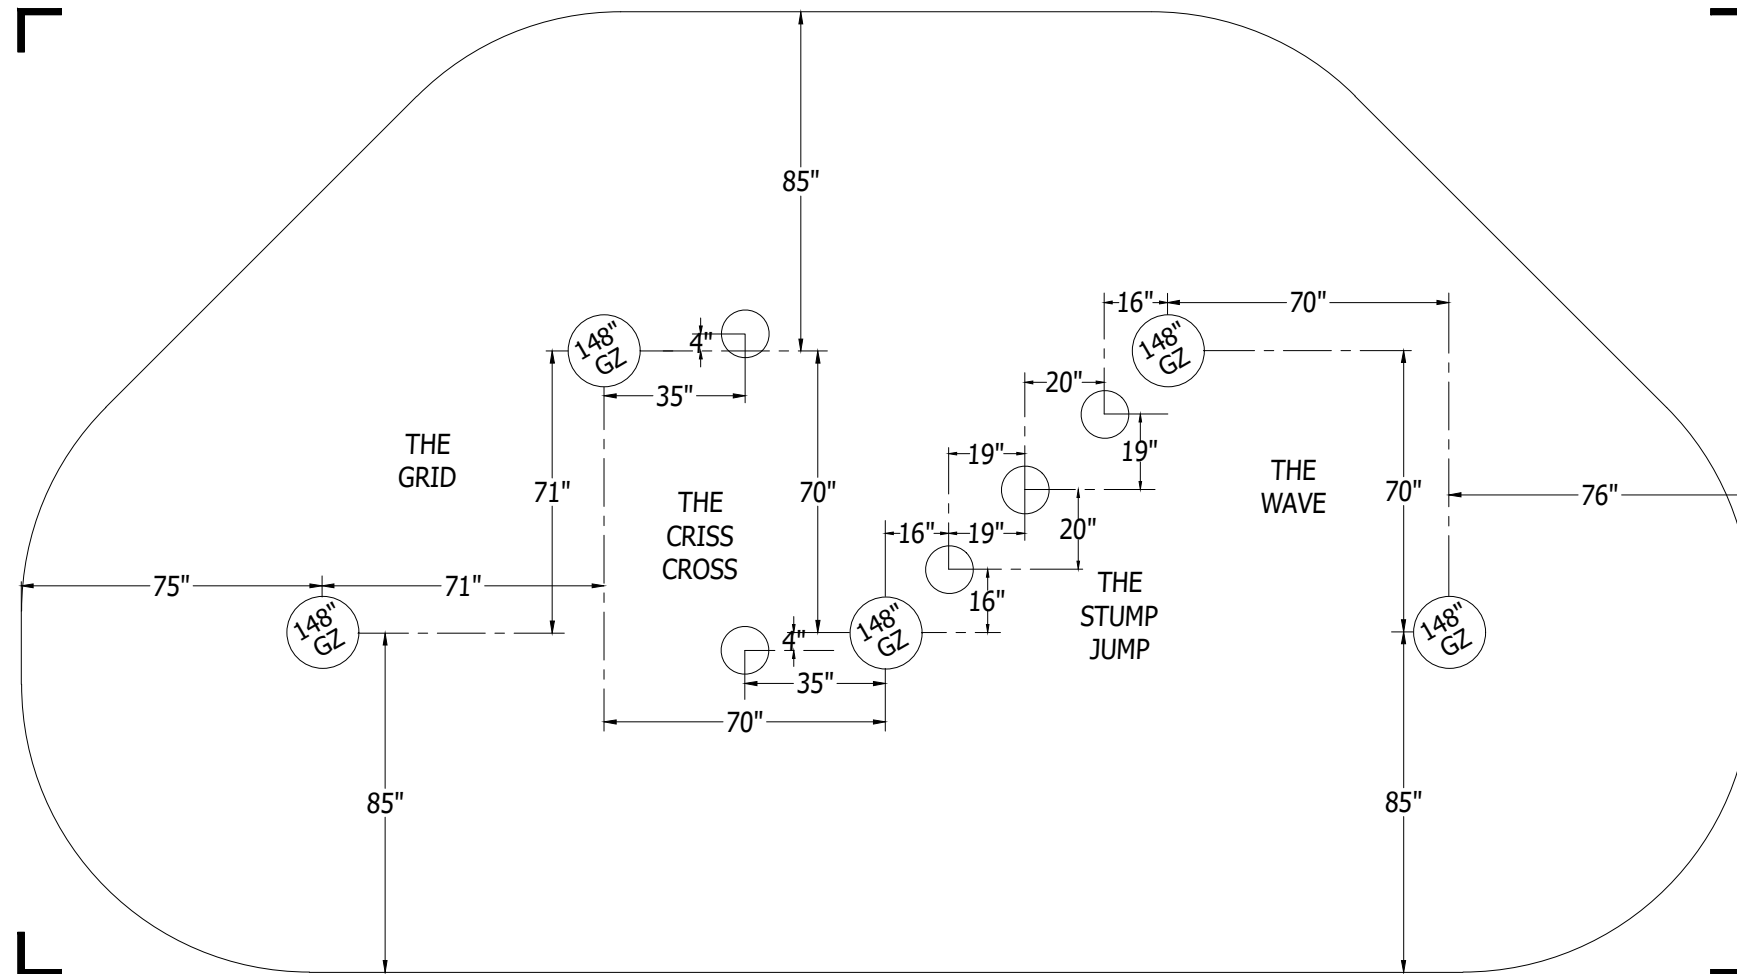 85"
16"
70"
148"
GZ
4"
148"
GZ
35"
20"
THE
GRID
19"
19"
THE
WAVE
71"
THE
CRISS
CROSS
70"
70"
76"
16"
19"
20"
75"
71"
16"
THE
STUMP
JUMP
148"
GZ
4"
148"
GZ
148"
GZ
35"
70"
85"
85"